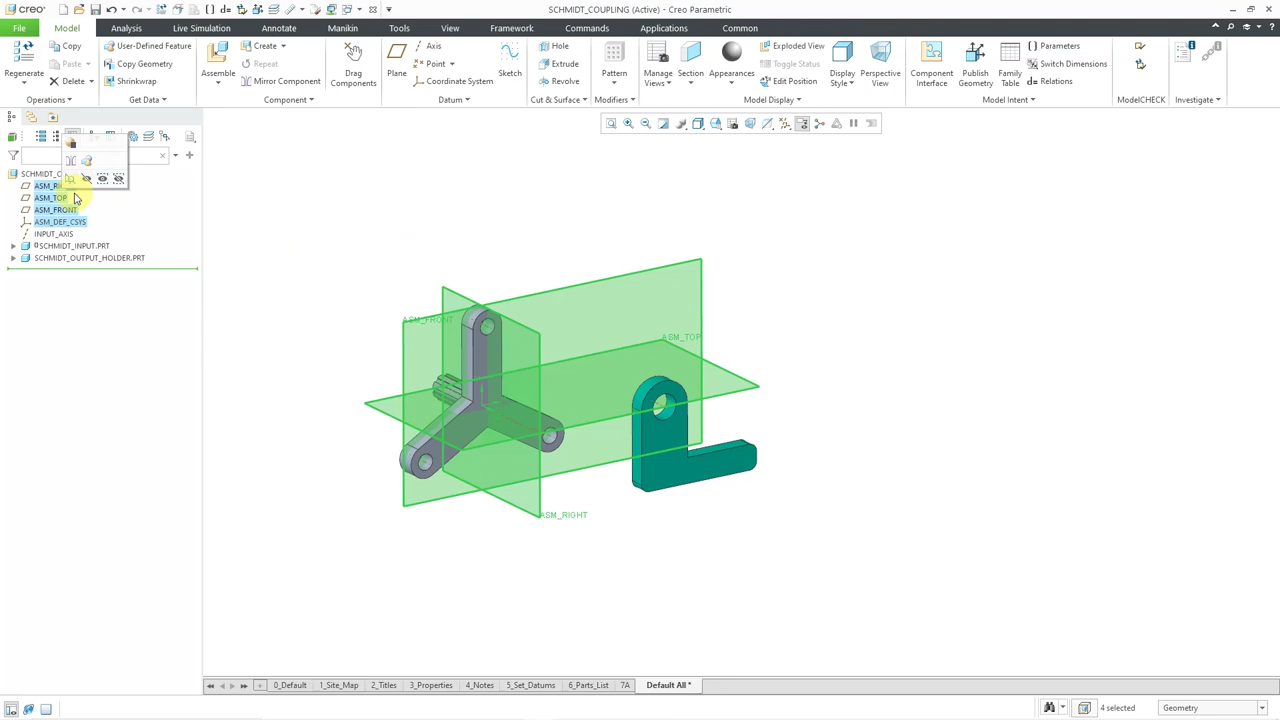 creo
SCHMIDT_COUPLING (Active) - Creo Parametric
File Model Analysis Live Simulation Annotate Manikin Tools View Framework Commands Applications Common
Regenerate
Copy
Paste
Delete
Operations
User-Defined Feature
Copy Geometry
Shrinkwrap
Get Data
Assemble
Create
Repeat
Mirror Component
Drag Components
Component
Plane
Axis
Point
Coordinate System
Sketch
Datum
Hole
Extrude
Revolve
Cut & Surface
Pattern
Modifiers
Manage Views
Section
Appearances
Exploded View
Toggle Status
Edit Position
Display Style
Perspective View
Model Display
Component Interface
Publish Geometry
Family Table
Parameters
Switch Dimensions
Relations
Model Intent
ModelCHECK
Investigate
ASM_TOP
ASM_FRONT
ASM_DEF_CSYS
INPUT_AXIS
SCHMIDT_INPUT.PRT
SCHMIDT_OUTPUT_HOLDER.PRT
ASM_FRONT
ASM_TOP
ASM_RIGHT
0_Default 1_Site_Map 2_Titles 3_Properties 4_Notes 5_Set_Datums 6_Parts_List 7A Default All *
4 selected
Geometry